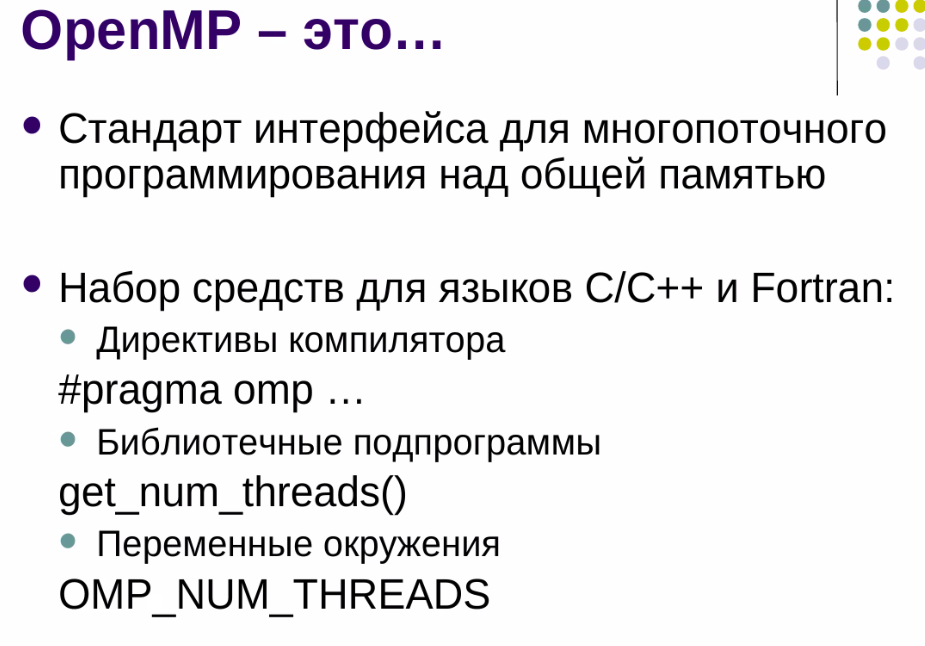 OpenMP – это…
Стандарт интерфейса для многопоточного
программирования над общей памятью
Набор средств для языков C/C++ и Fortran:
Директивы компилятора
#pragma omp …
Библиотечные подпрограммы
get_num_threads()
Переменные окружения
OMP_NUM_THREADS